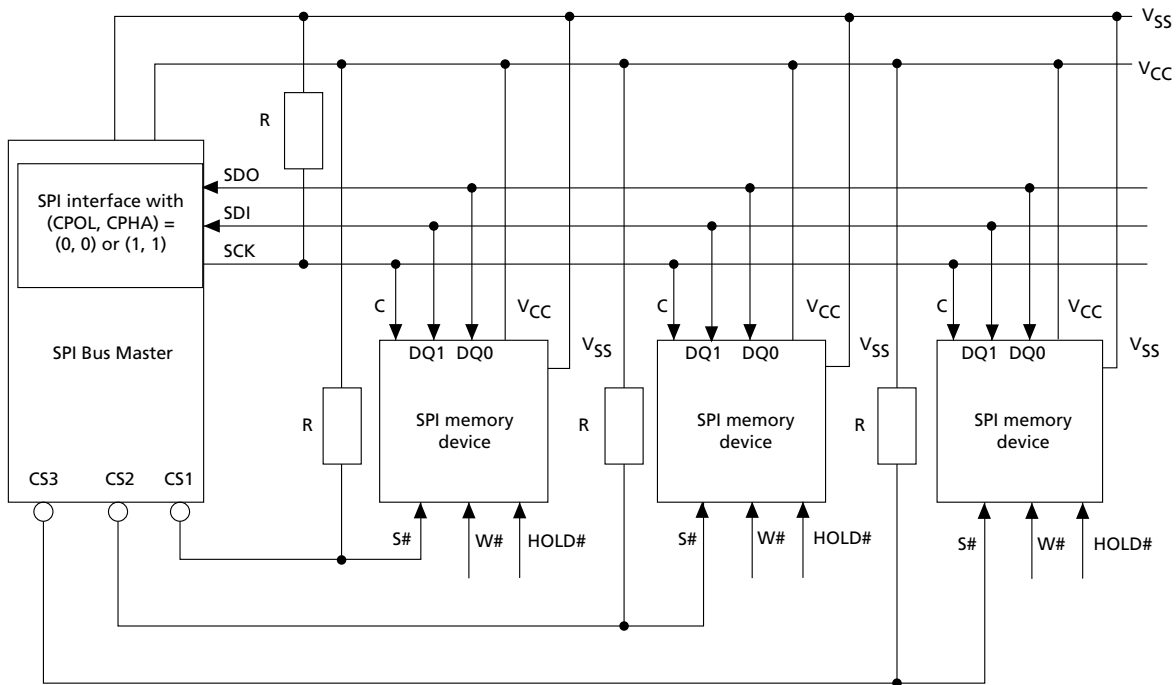 VSS
VCC
R
SDO
SPI interface with
(CPOL, CPHA) =
(0, 0) or (1, 1)
SDI
SCK
SPI Bus Master
CS3 CS2 CS1
C
VCC
DQ1 DQ0
VSS
SPI memory
device
R
S#
W#
HOLD#
C
VCC
DQ1 DQ0
VSS
SPI memory
device
R
S#
W#
HOLD#
C
VCC
DQ1 DQ0
VSS
SPI memory
device
R
S#
W#
HOLD#